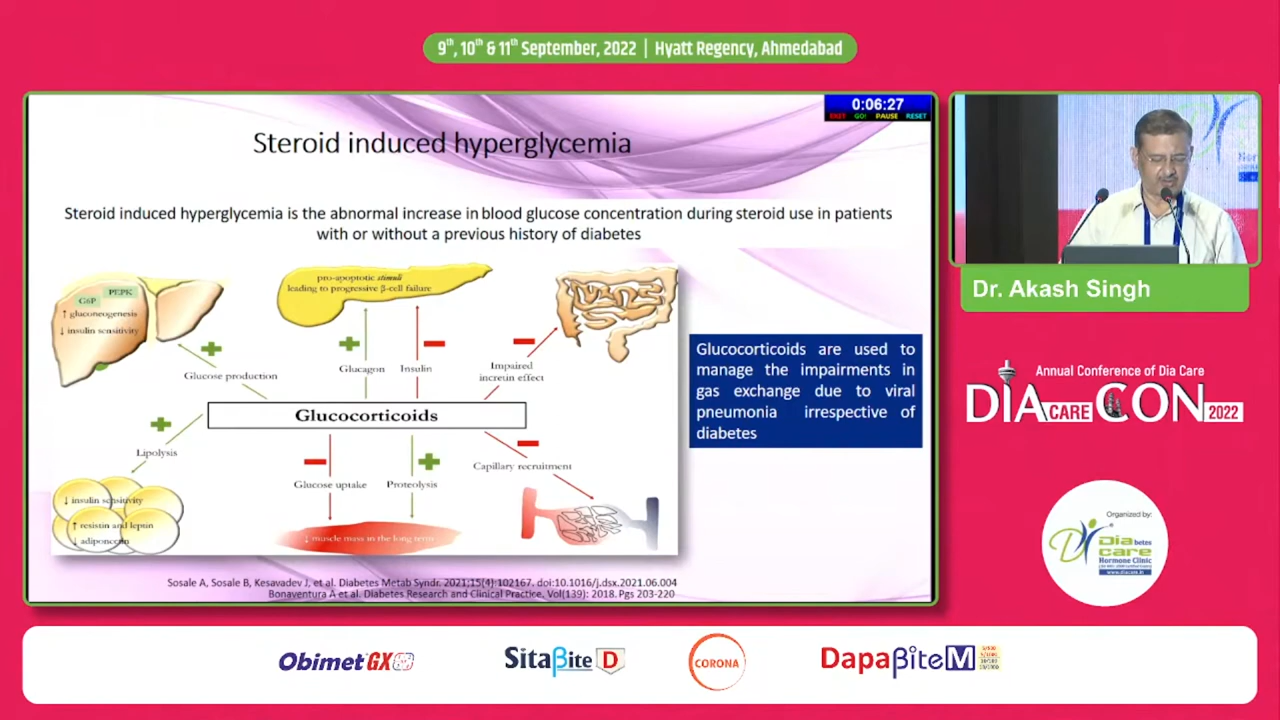 9th, 10th & 11th September, 2022 | Hyatt Regency, Ahmedabad
0:06:27
EXIT GO! PAUSE RESET
Steroid induced hyperglycemia
Steroid induced hyperglycemia is the abnormal increase in blood glucose concentration during steroid use in patients
with or without a previous history of diabetes
G6P PEPK
↑ gluconeogenesis
↓ insulin sensitivity
pro-apoptotic stimuli
leading to progressive β-cell failure
Glucose production
Glucagon
Insulin
Impaired
incretin effect
Glucocorticoids
Lipolysis
Glucose uptake
Proteolysis
Capillary recruitment
↓ insulin sensitivity
↑ resistin and leptin
↓ adiponectin
↓ muscle mass in the long term
Glucocorticoids are used to
manage the impairments in
gas exchange due to viral
pneumonia irrespective of
diabetes
Sosale A, Sosale B, Kesavadev J, et al. Diabetes Metab Syndr. 2021;15(4):102167. doi:10.1016/j.dsx.2021.06.004
Bonaventura A et al. Diabetes Research and Clinical Practice, Vol(139): 2018. Pgs 203-220
Dr. Akash Singh
Annual Conference of Dia Care
DIA CARE CON 2022
Organized by:
Diabetes
care
Hormone Clinic
www.diacare.in
Obimet GX
SitaβiteD
CORONA
DapaβiteM